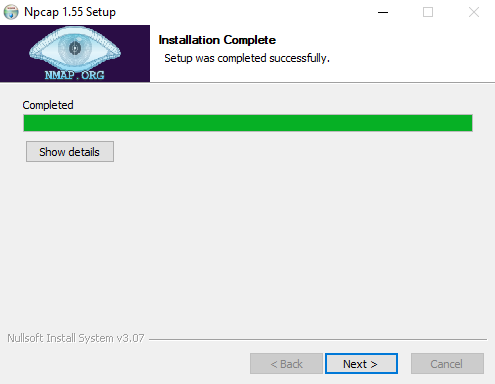 Npcap 1.55 Setup
NMAP.ORG
Installation Complete
Setup was completed successfully.
Completed
Show details
Nullsoft Install System v3.07
< Back
Next >
Cancel